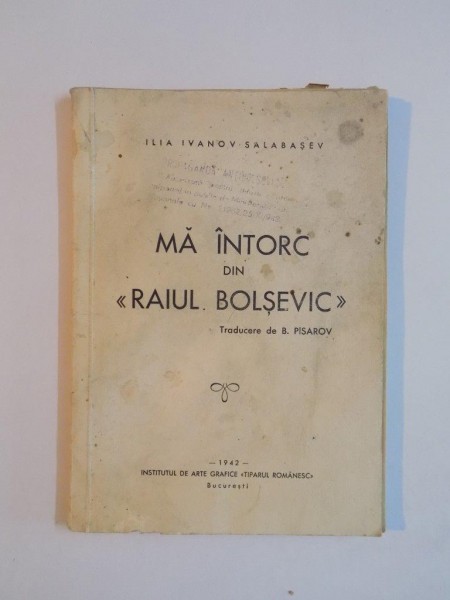 ILIA IVANOV-SALABAȘEV
MĂ ÎNTORC
DIN
«RAIUL BOLȘEVIC»
Traducere de B. PISAROV
— 1942 —
INSTITUTUL DE ARTE GRAFICE «TIPARUL ROMÂNESC»
București